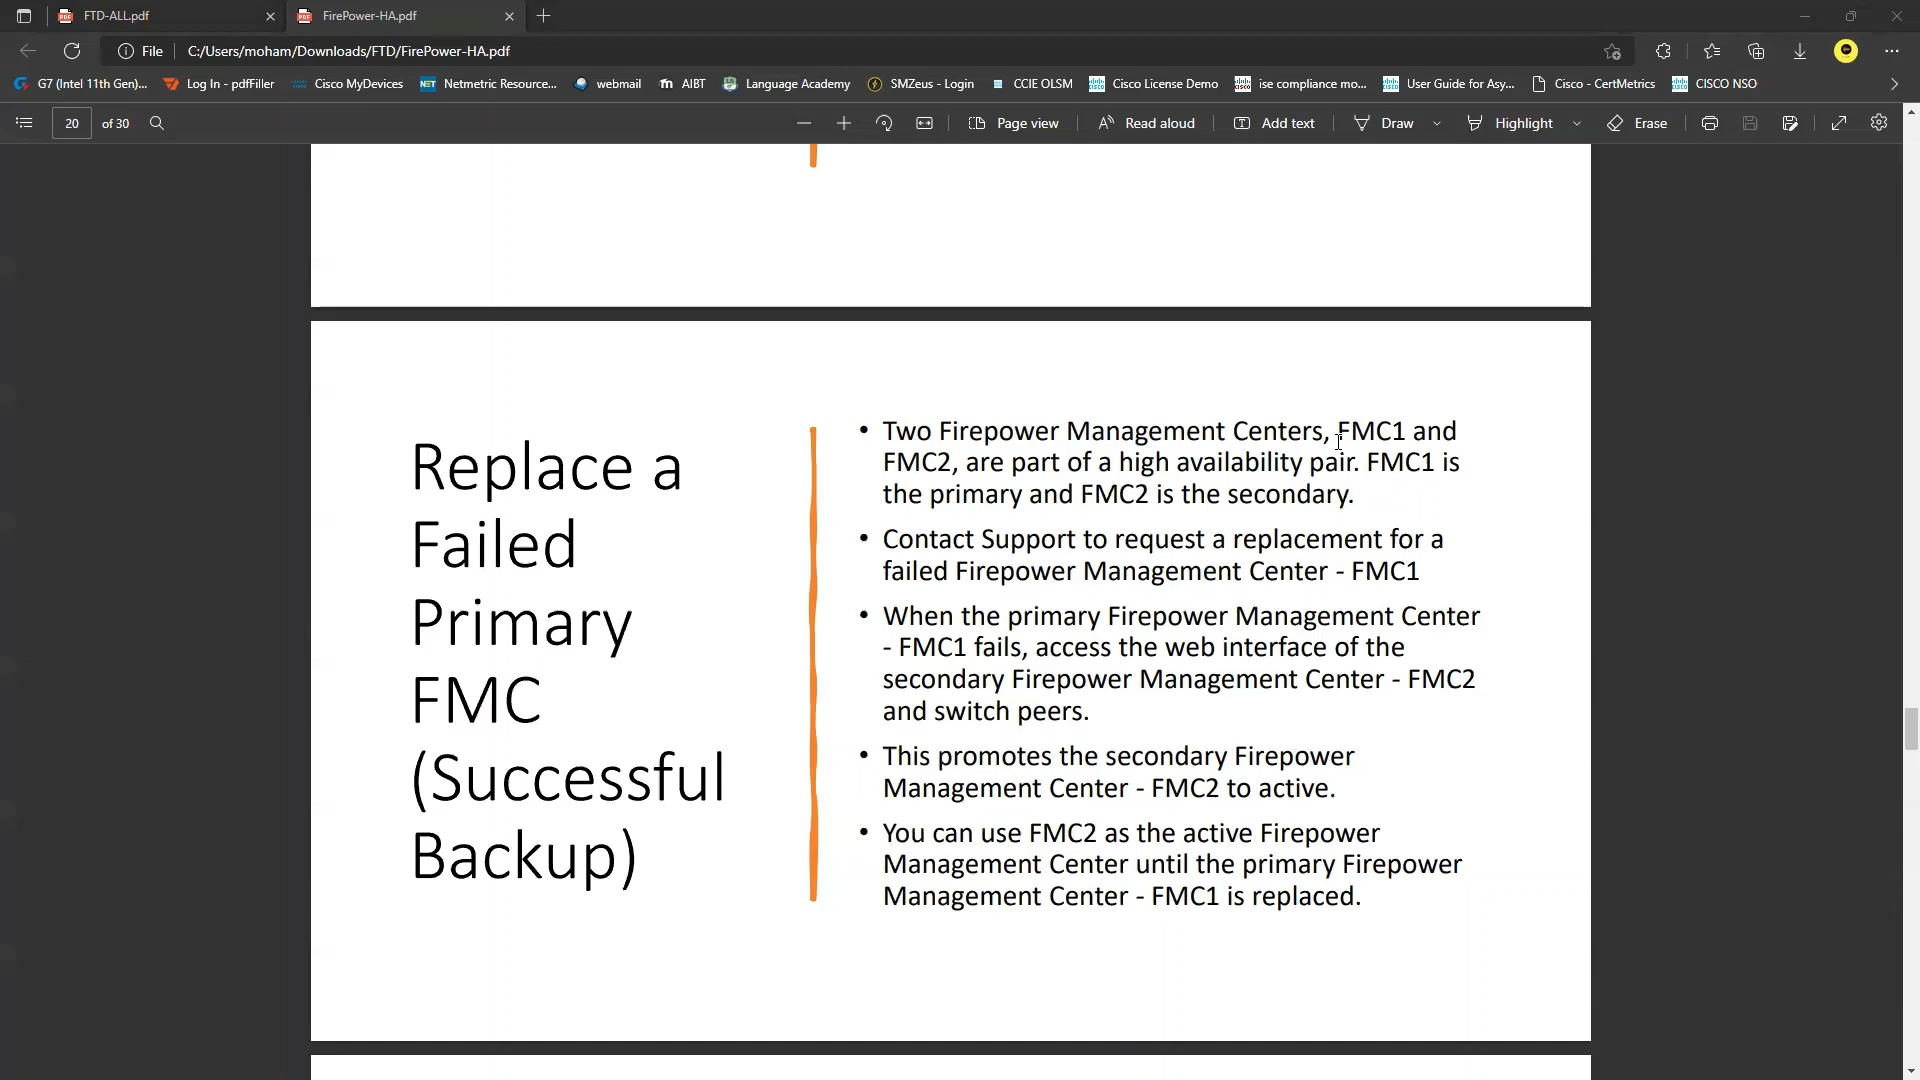 FTD-ALL.pdf
FirePower-HA.pdf
File
C:/Users/moham/Downloads/FTD/FirePower-HA.pdf
G7 (Intel 11th Gen)...
Log In - pdfFiller
Cisco MyDevices
NET
Netmetric Resource...
webmail
AIBT
Language Academy
SMZeus - Login
CCIE OLSM
Cisco License Demo
ise compliance mo...
User Guide for Asy...
Cisco - CertMetrics
CISCO NSO
20
of 30
Page view
Read aloud
Add text
Draw
Highlight
Erase
Replace a
Failed
Primary
FMC
(Successful
Backup)
• Two Firepower Management Centers, FMC1 and
FMC2, are part of a high availability pair. FMC1 is
the primary and FMC2 is the secondary.
• Contact Support to request a replacement for a
failed Firepower Management Center - FMC1
• When the primary Firepower Management Center
- FMC1 fails, access the web interface of the
secondary Firepower Management Center - FMC2
and switch peers.
• This promotes the secondary Firepower
Management Center - FMC2 to active.
• You can use FMC2 as the active Firepower
Management Center until the primary Firepower
Management Center - FMC1 is replaced.